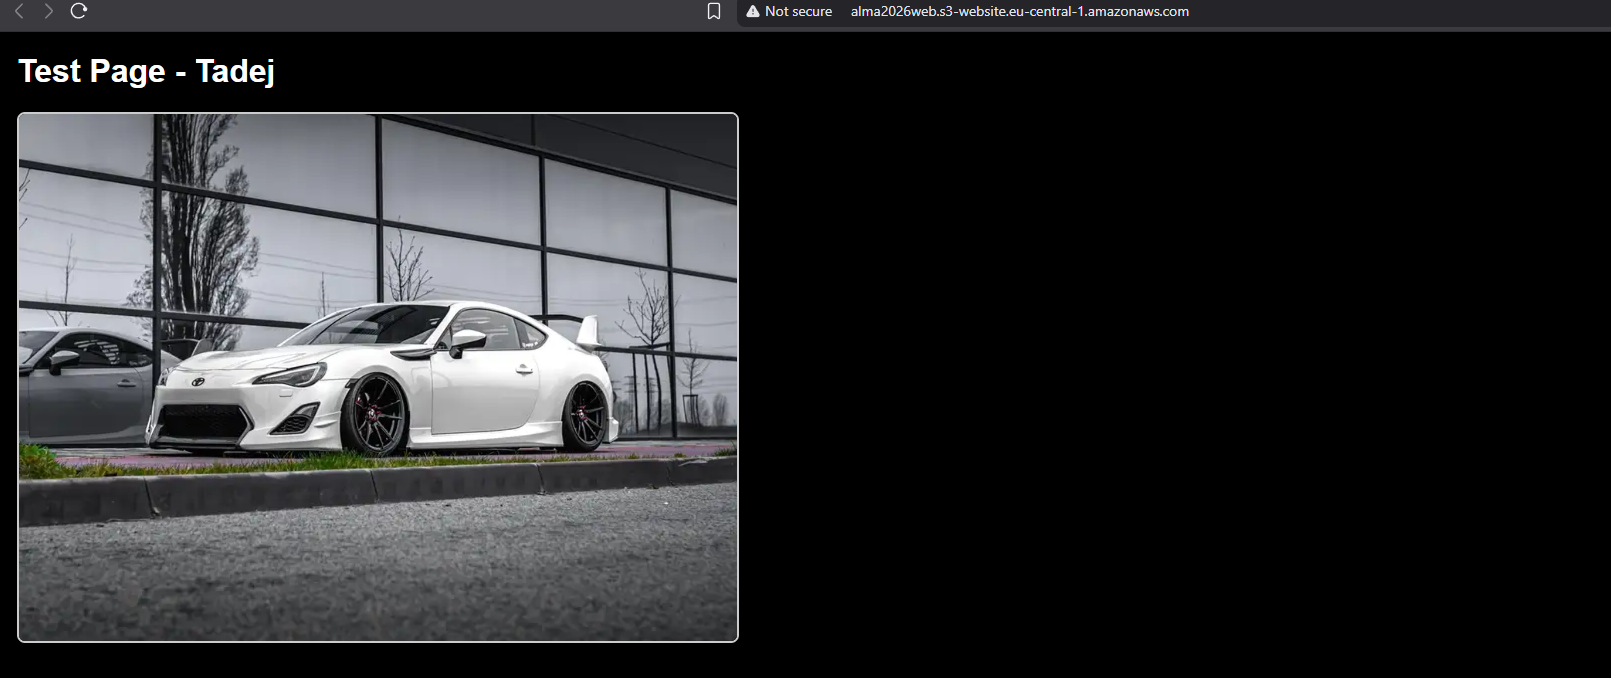 Not secure alma2026web.s3-website.eu-central-1.amazonaws.com
Test Page - Tadej